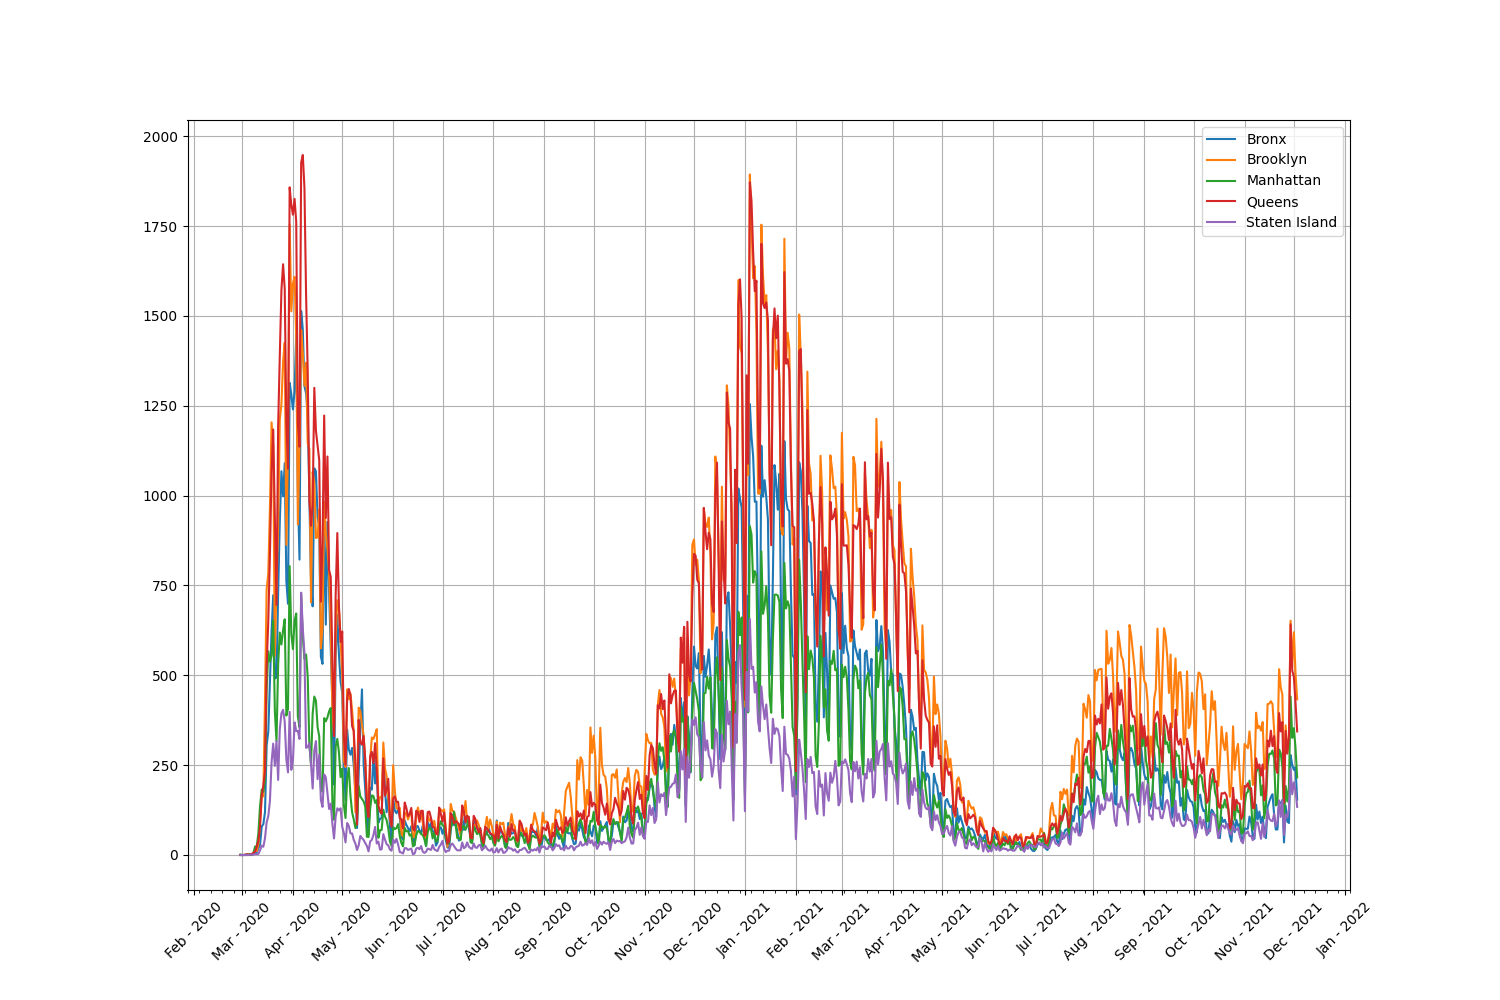 2000
1750
1500
1250
1000
750
500
250
0
Bronx
Brooklyn
Manhattan
Queens
Staten Island
Feb - 2020
Mar - 2020
Apr - 2020
May - 2020
Jun - 2020
Jul - 2020
Aug - 2020
Sep - 2020
Oct - 2020
Nov - 2020
Dec - 2020
Jan - 2021
Feb - 2021
Mar - 2021
Apr - 2021
May - 2021
Jun - 2021
Jul - 2021
Aug - 2021
Sep - 2021
Oct - 2021
Nov - 2021
Dec - 2021
Jan - 2022